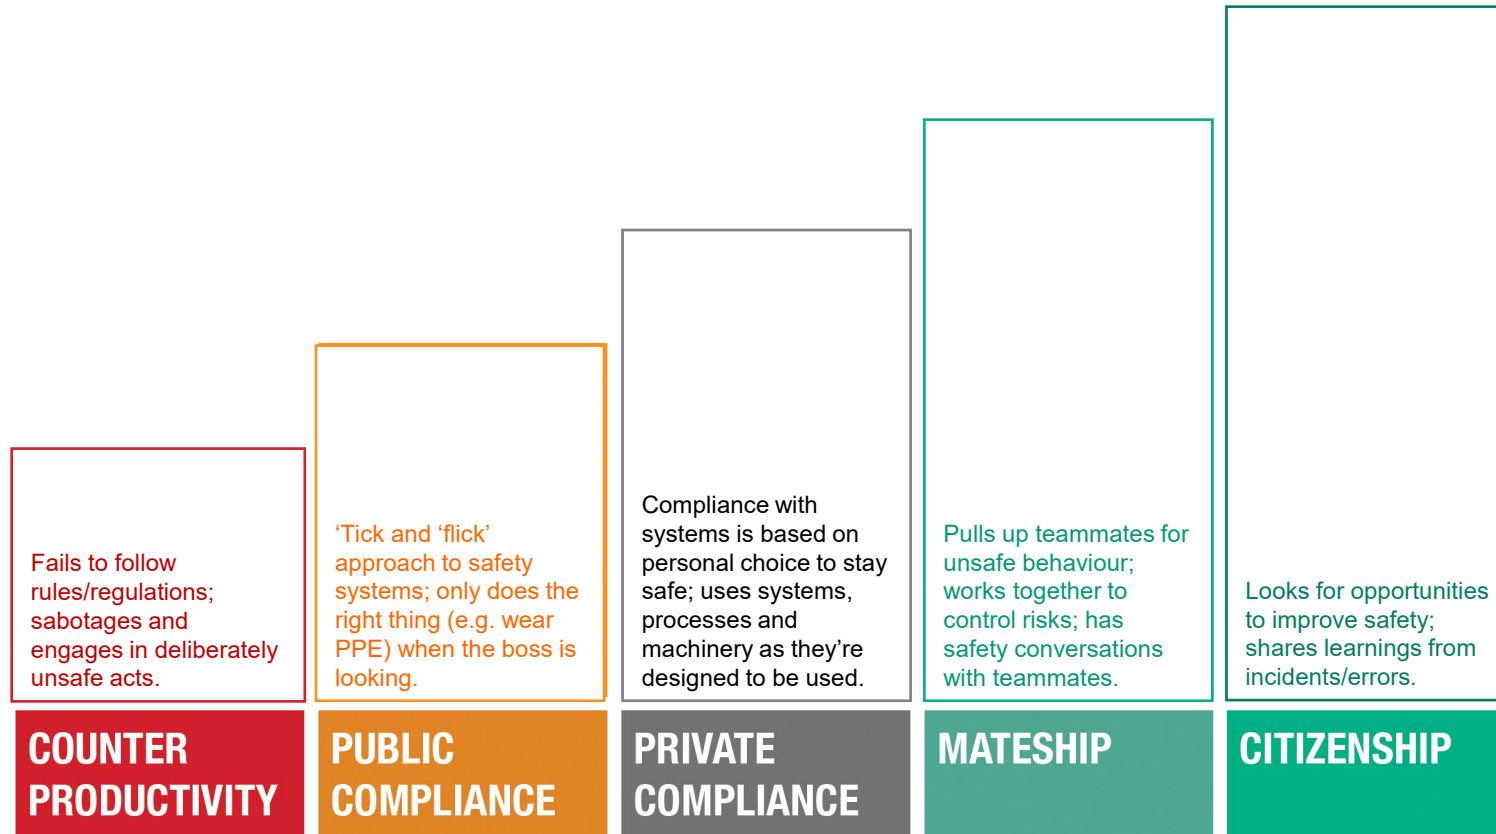 Fails to follow
rules/regulations;
sabotages and
engages in deliberately
unsafe acts.
COUNTER
PRODUCTIVITY
‘Tick and ‘flick’
approach to safety
systems; only does the
right thing (e.g. wear
PPE) when the boss is
looking.
PUBLIC
COMPLIANCE
Compliance with
systems is based on
personal choice to stay
safe; uses systems,
processes and
machinery as they’re
designed to be used.
PRIVATE
COMPLIANCE
Pulls up teammates for
unsafe behaviour;
works together to
control risks; has
safety conversations
with teammates.
MATESHIP
Looks for opportunities
to improve safety;
shares learnings from
incidents/errors.
CITIZENSHIP